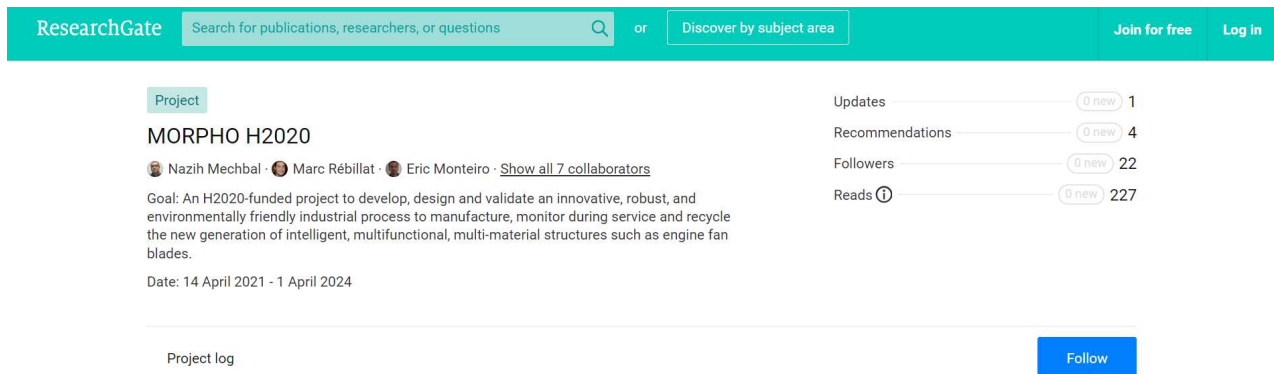 ResearchGate
Search for publications, researchers, or questions
or
Discover by subject area
Join for free
Log in
Project
MORPHO H2020
Nazih Mechbal · Marc Rébillat · Eric Monteiro · Show all 7 collaborators
Goal: An H2020-funded project to develop, design and validate an innovative, robust, and
environmentally friendly industrial process to manufacture, monitor during service and recycle
the new generation of intelligent, multifunctional, multi-material structures such as engine fan
blades.
Date: 14 April 2021 - 1 April 2024
Updates 0 new 1
Recommendations 0 new 4
Followers 0 new 22
Reads 0 new 227
Project log
Follow